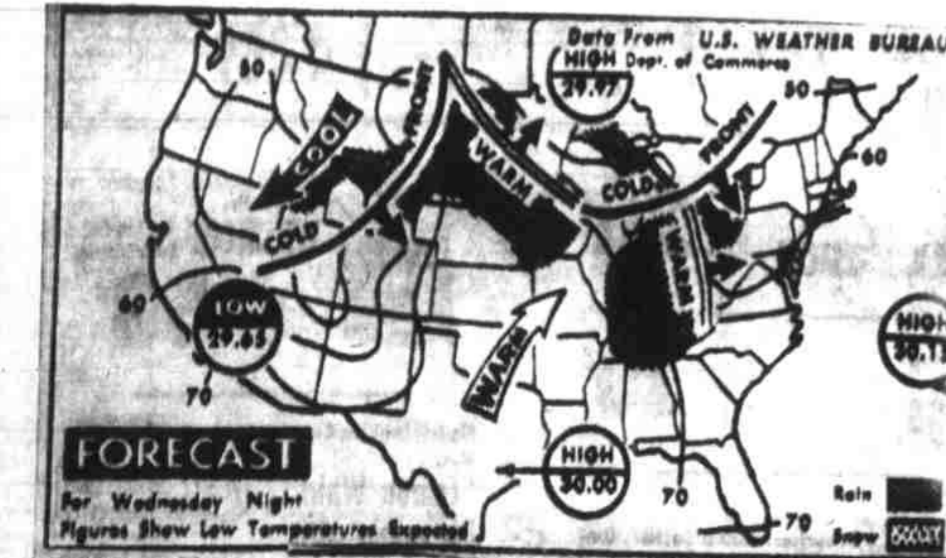 Data From U.S. WEATHER BUREAU
Dept. of Commerce
HIGH
29.97
50
50
FRONT
COOL
WARM
FRONT
60
COLD
COLD
WARM
60
LOW
29.65
HIGH
WARM
70
FORECAST
HIGH
30.00
70
70
For Wednesday Night
Figures Show Low Temperatures Expected
Rain
Snow